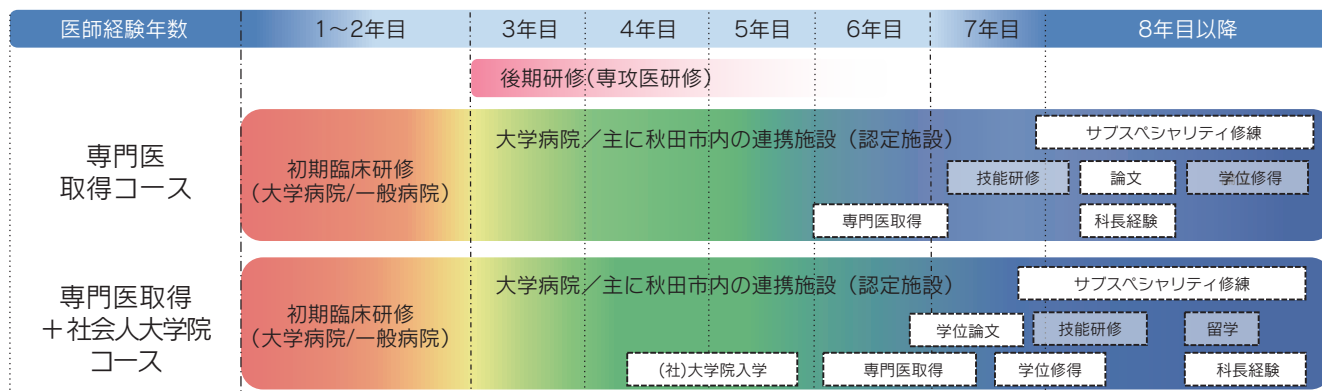 医師経験年数
1～2年目
3年目
4年目
5年目
6年目
7年目
8年目以降
後期研修(専攻医研修)
専門医
取得コース
初期臨床研修
(大学病院/一般病院)
大学病院／主に秋田市内の連携施設（認定施設）
サブスペシャリティ修練
技能研修
論文
学位修得
専門医取得
科長経験
専門医取得
＋社会人大学院
コース
初期臨床研修
(大学病院/一般病院)
大学病院／主に秋田市内の連携施設（認定施設）
サブスペシャリティ修練
学位論文
技能研修
留学
(社)大学院入学
専門医取得
学位修得
科長経験